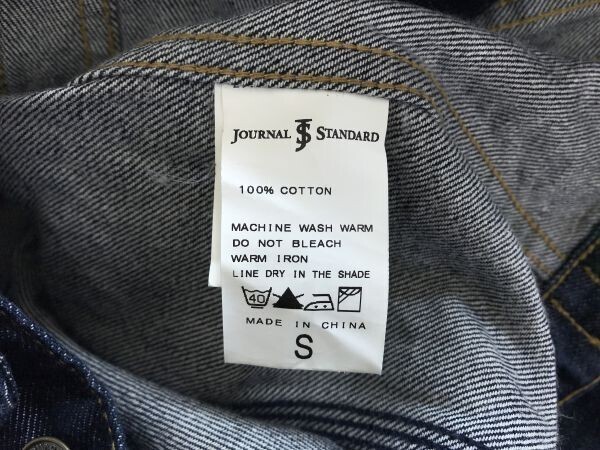 JOURNAL JS STANDARD
100% COTTON
MACHINE WASH WARM
DO NOT BLEACH
WARM IRON
LINE DRY IN THE SHADE
40
MADE IN CHINA
S